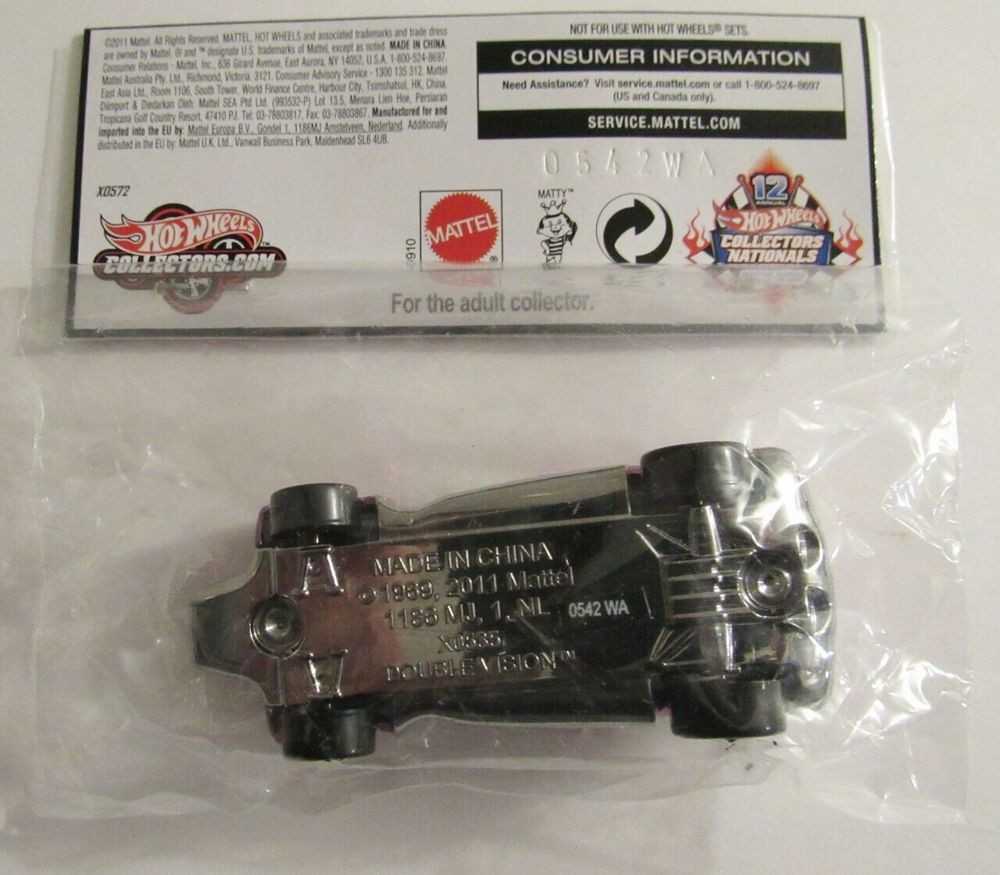 ©2011 Mattel. All Rights Reserved. MATTEL, HOT WHEELS and associated trademarks and trade dress
are owned by Mattel. ® and ™ designate U.S. trademarks of Mattel, except as noted. MADE IN CHINA.
Consumer Relations - Mattel, Inc., 636 Girard Avenue, East Aurora, NY 14052, U.S.A. 1-800-524-8697.
Mattel Australia Pty. Ltd., Richmond, Victoria. 3121. Consumer Advisory Service - 1300 135 312. Mattel
East Asia Ltd., Room 1106, South Tower, World Finance Centre, Harbour City, Tsimshatsui, HK, China.
Diimport & Diedarkan Oleh: Mattel SEA Ptd Ltd. (993532-P) Lot 13.5, Menara Lien Hoe, Persiaran
Tropicana Golf Country Resort, 47410 PJ. Tel: 03-78803817, Fax: 03-78803867. Manufactured for and
imported into the EU by: Mattel Europa B.V., Gondel 1, 1186MJ Amstelveen, Nederland. Additionally
distributed in the EU by: Mattel U.K. Ltd., Vanwall Business Park, Maidenhead SL6 4UB.
NOT FOR USE WITH HOT WHEELS® SETS.
CONSUMER INFORMATION
Need Assistance? Visit service.mattel.com or call 1-800-524-8697
(US and Canada only).
SERVICE.MATTEL.COM
0542WA
X0572
HOT WHEELS™
COLLECTORS.COM
0910
MATTEL®
MATTY™
12
ANNUAL
HOT WHEELS
COLLECTORS
NATIONALS
For the adult collector.
MADE IN CHINA
© 1969, 2011 Mattel
1186 MJ, 1, NL
0542 WA
DOUBLE VISION™